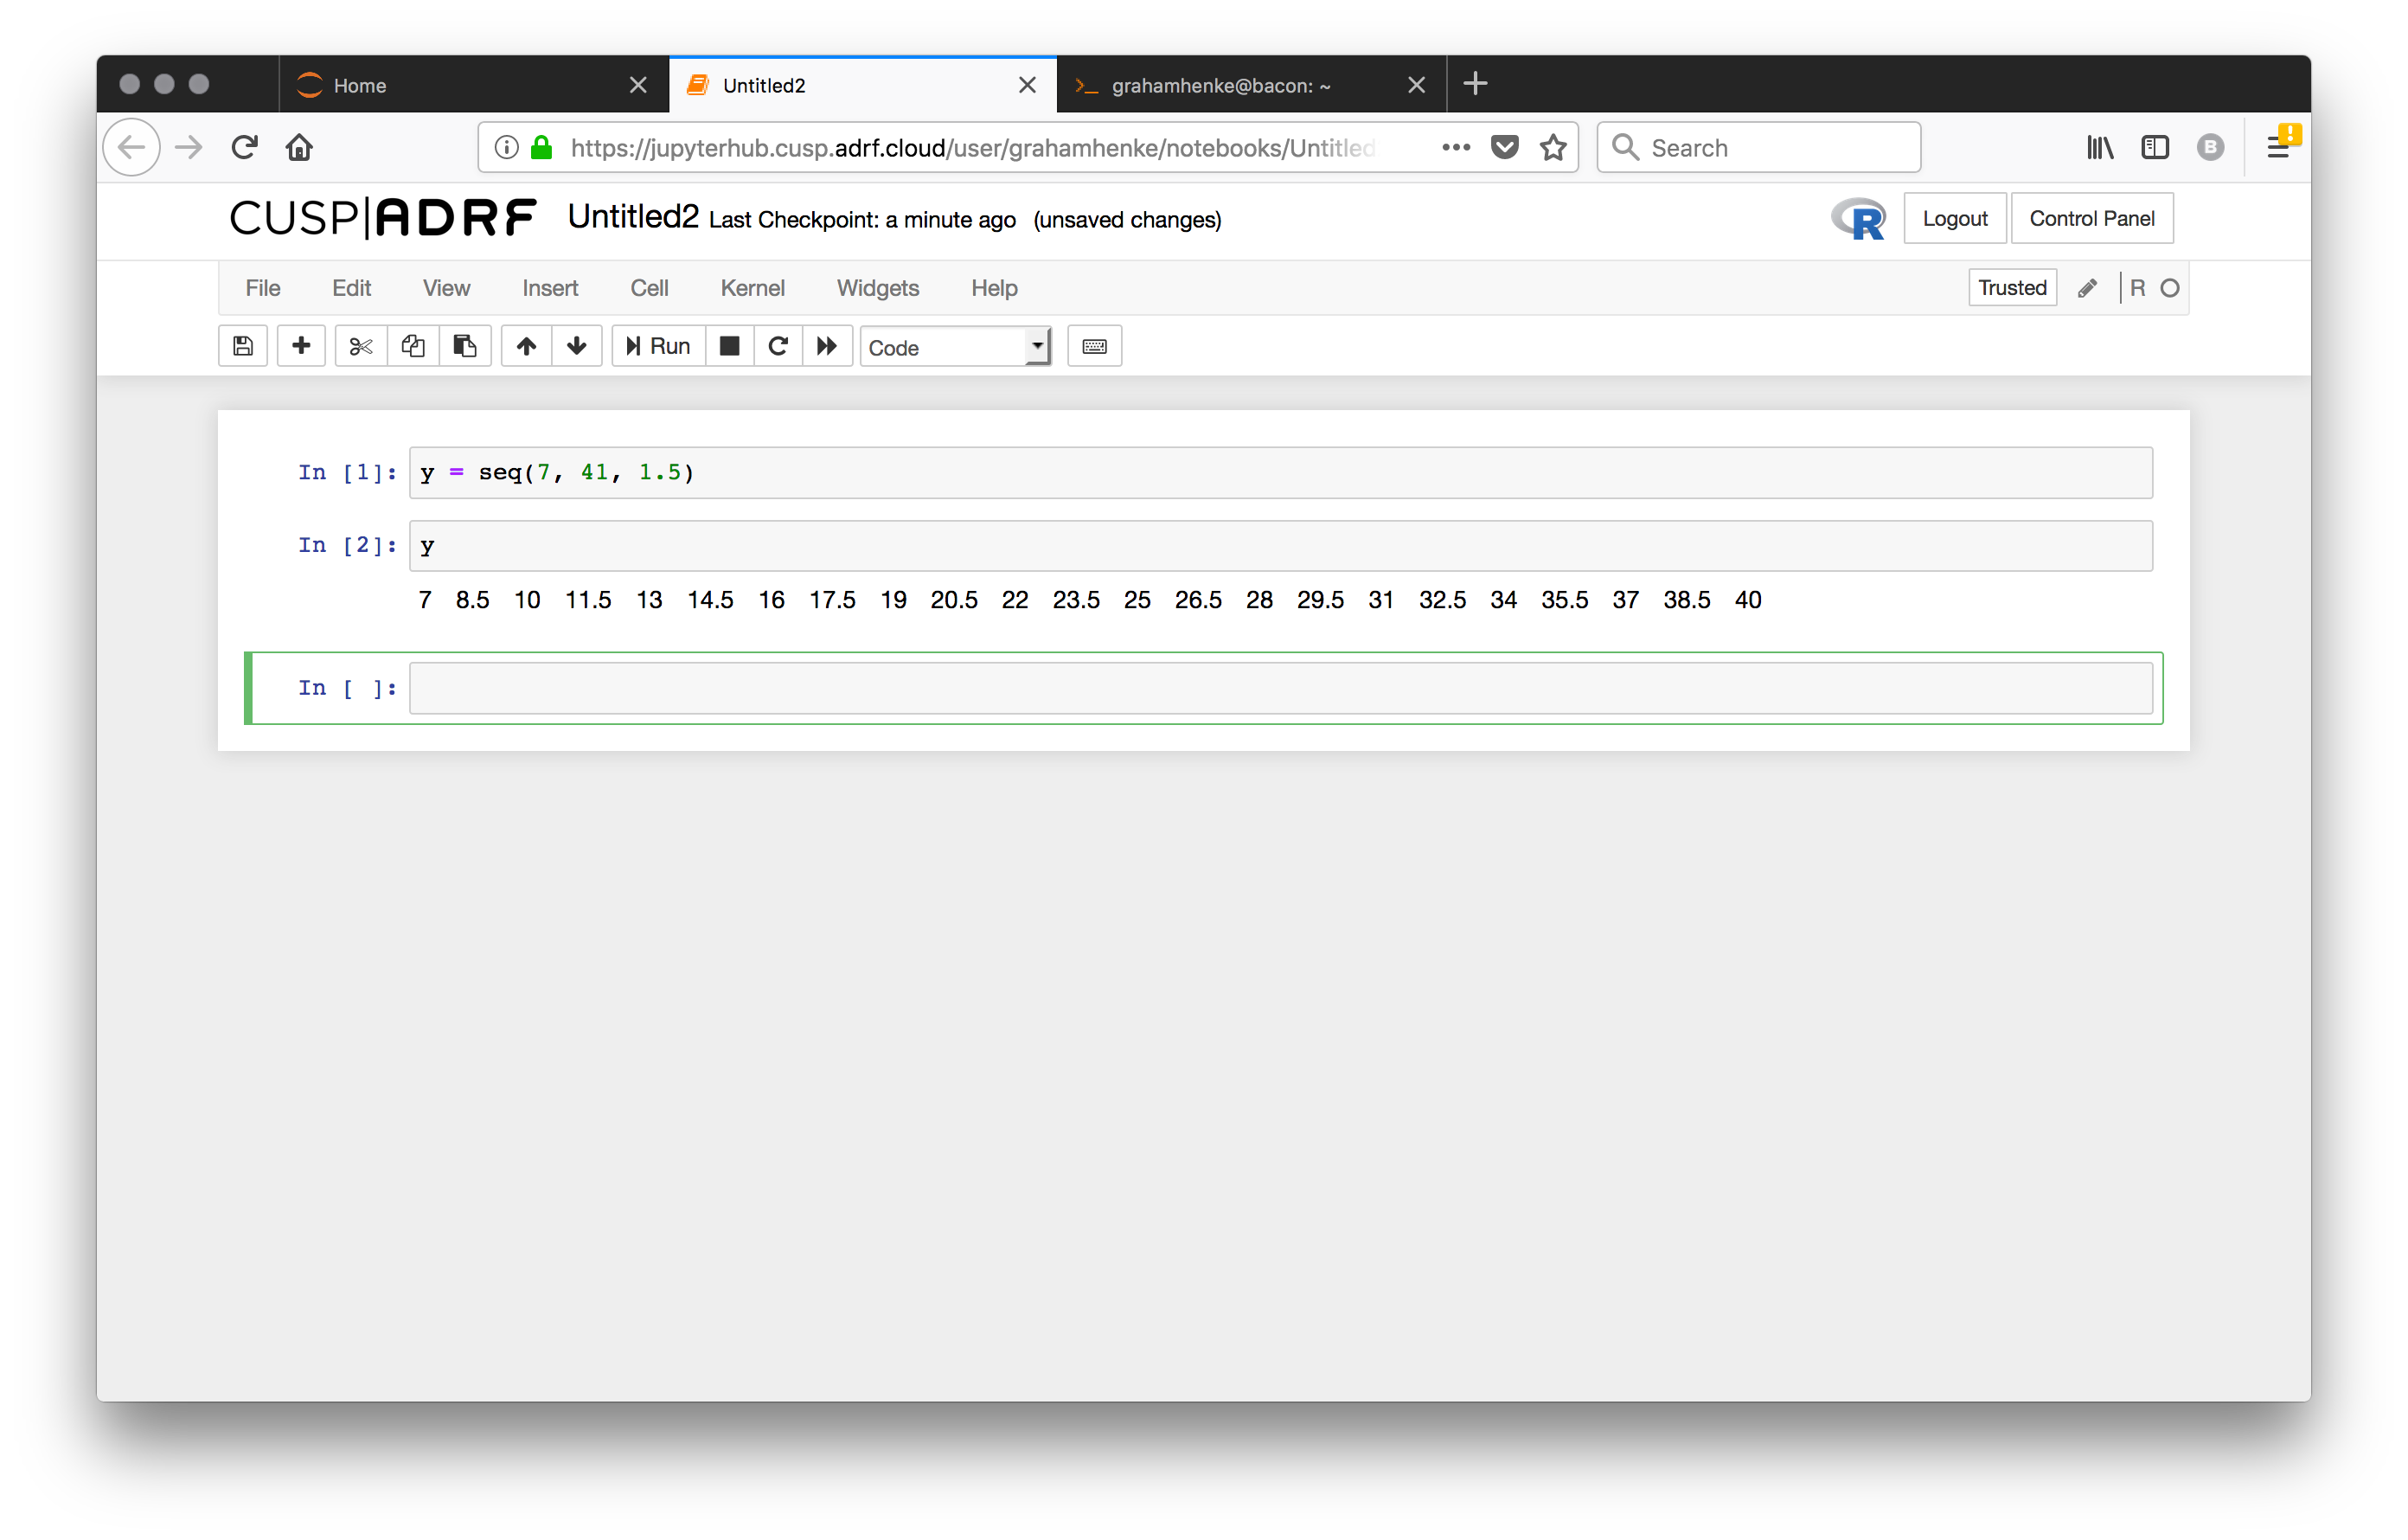 Home
Untitled2
grahamhenke@bacon: ~
https://jupyterhub.cusp.adrf.cloud/user/grahamhenke/notebooks/Untitled
Search
B
CUSP|ADRF Untitled2 Last Checkpoint: a minute ago (unsaved changes)
R
Logout
Control Panel
File Edit View Insert Cell Kernel Widgets Help
Trusted
R
Run
Code
In [1]: y = seq(7, 41, 1.5)
In [2]: y
7 8.5 10 11.5 13 14.5 16 17.5 19 20.5 22 23.5 25 26.5 28 29.5 31 32.5 34 35.5 37 38.5 40
In [ ]: